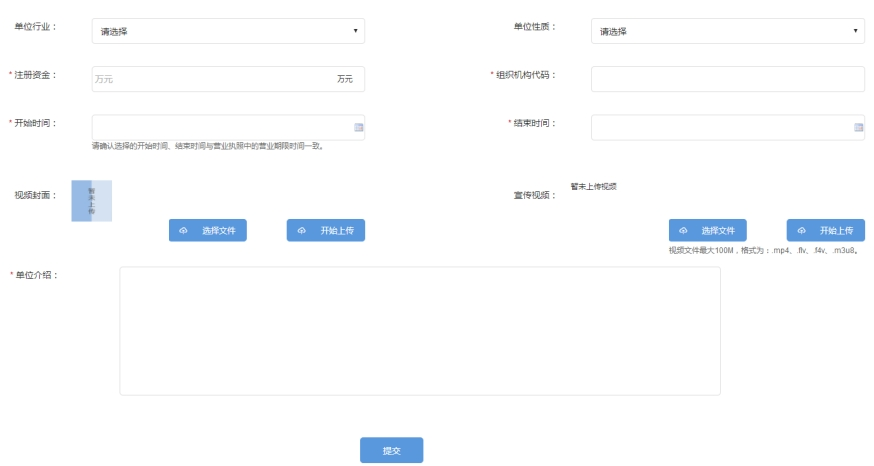 单位行业： 请选择 单位性质： 请选择
*注册资金： 万元 万元 *组织机构代码：
*开始时间： *结束时间：
请确认选择的开始时间、结束时间与营业执照中的营业期限时间一致。
视频封面： 暂未上传 宣传视频： 暂未上传视频
选择文件 开始上传 选择文件 开始上传
视频文件最大100M，格式为：.mp4、.flv、.f4v、.m3u8。
*单位介绍：
提交